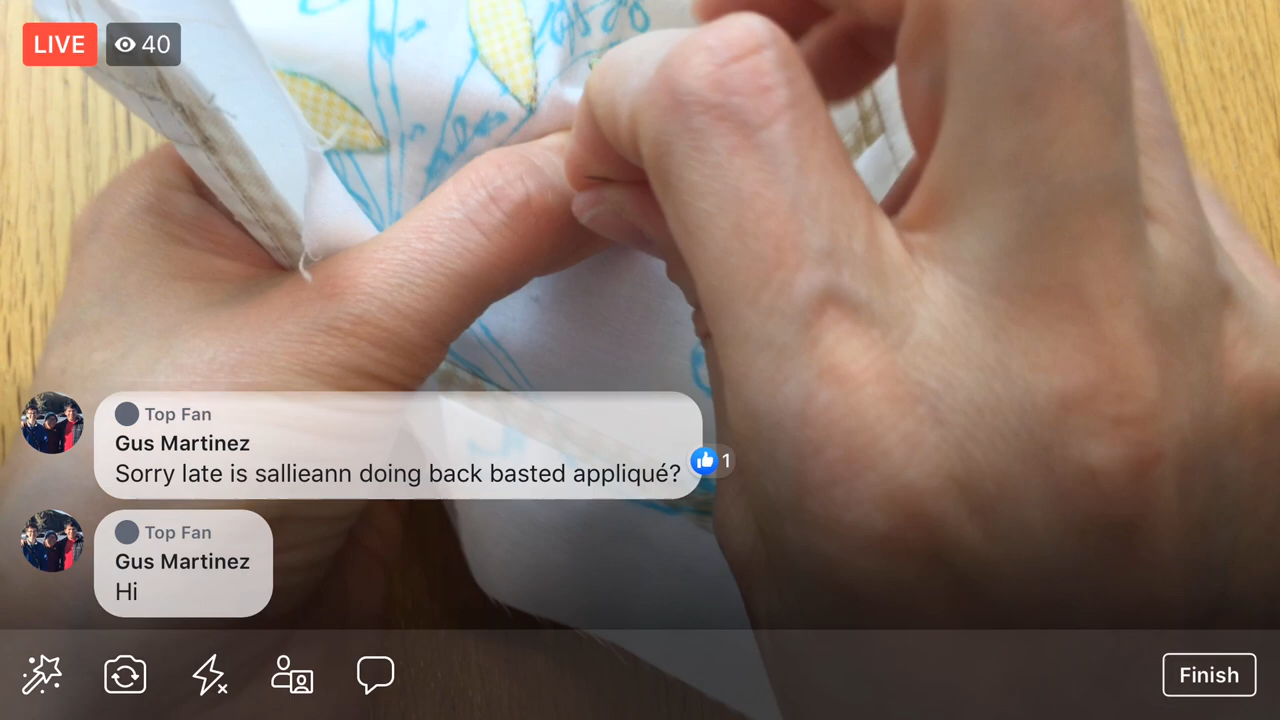 LIVE
40
Top Fan
Gus Martinez
Sorry late is sallieann doing back basted appliqué?
1
Top Fan
Gus Martinez
Hi
Finish